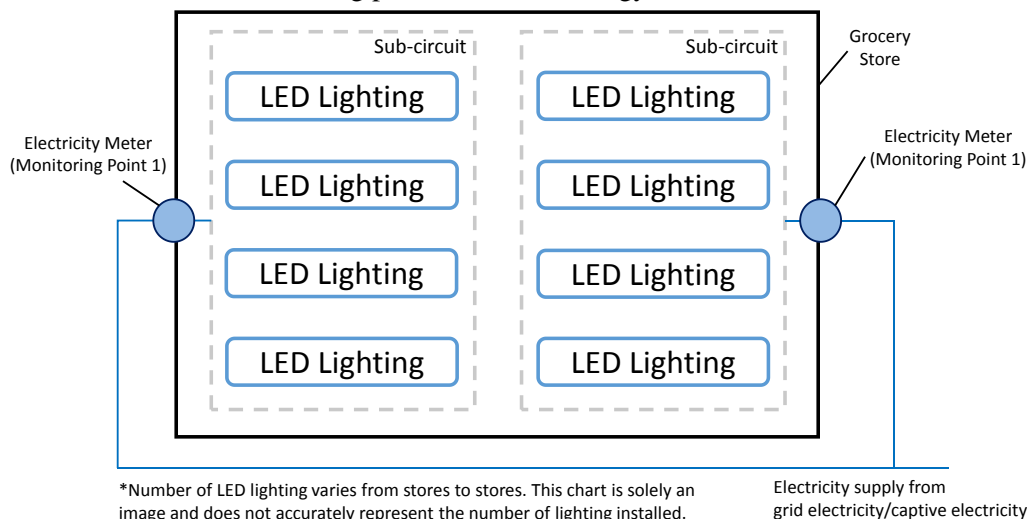 Sub-circuit
Sub-circuit
Grocery
Store
LED Lighting
LED Lighting
Electricity Meter
(Monitoring Point 1)
Electricity Meter
(Monitoring Point 1)
LED Lighting
LED Lighting
LED Lighting
LED Lighting
LED Lighting
LED Lighting
*Number of LED lighting varies from stores to stores. This chart is solely an
image and does not accurately represent the number of lighting installed.
Electricity supply from
grid electricity/captive electricity